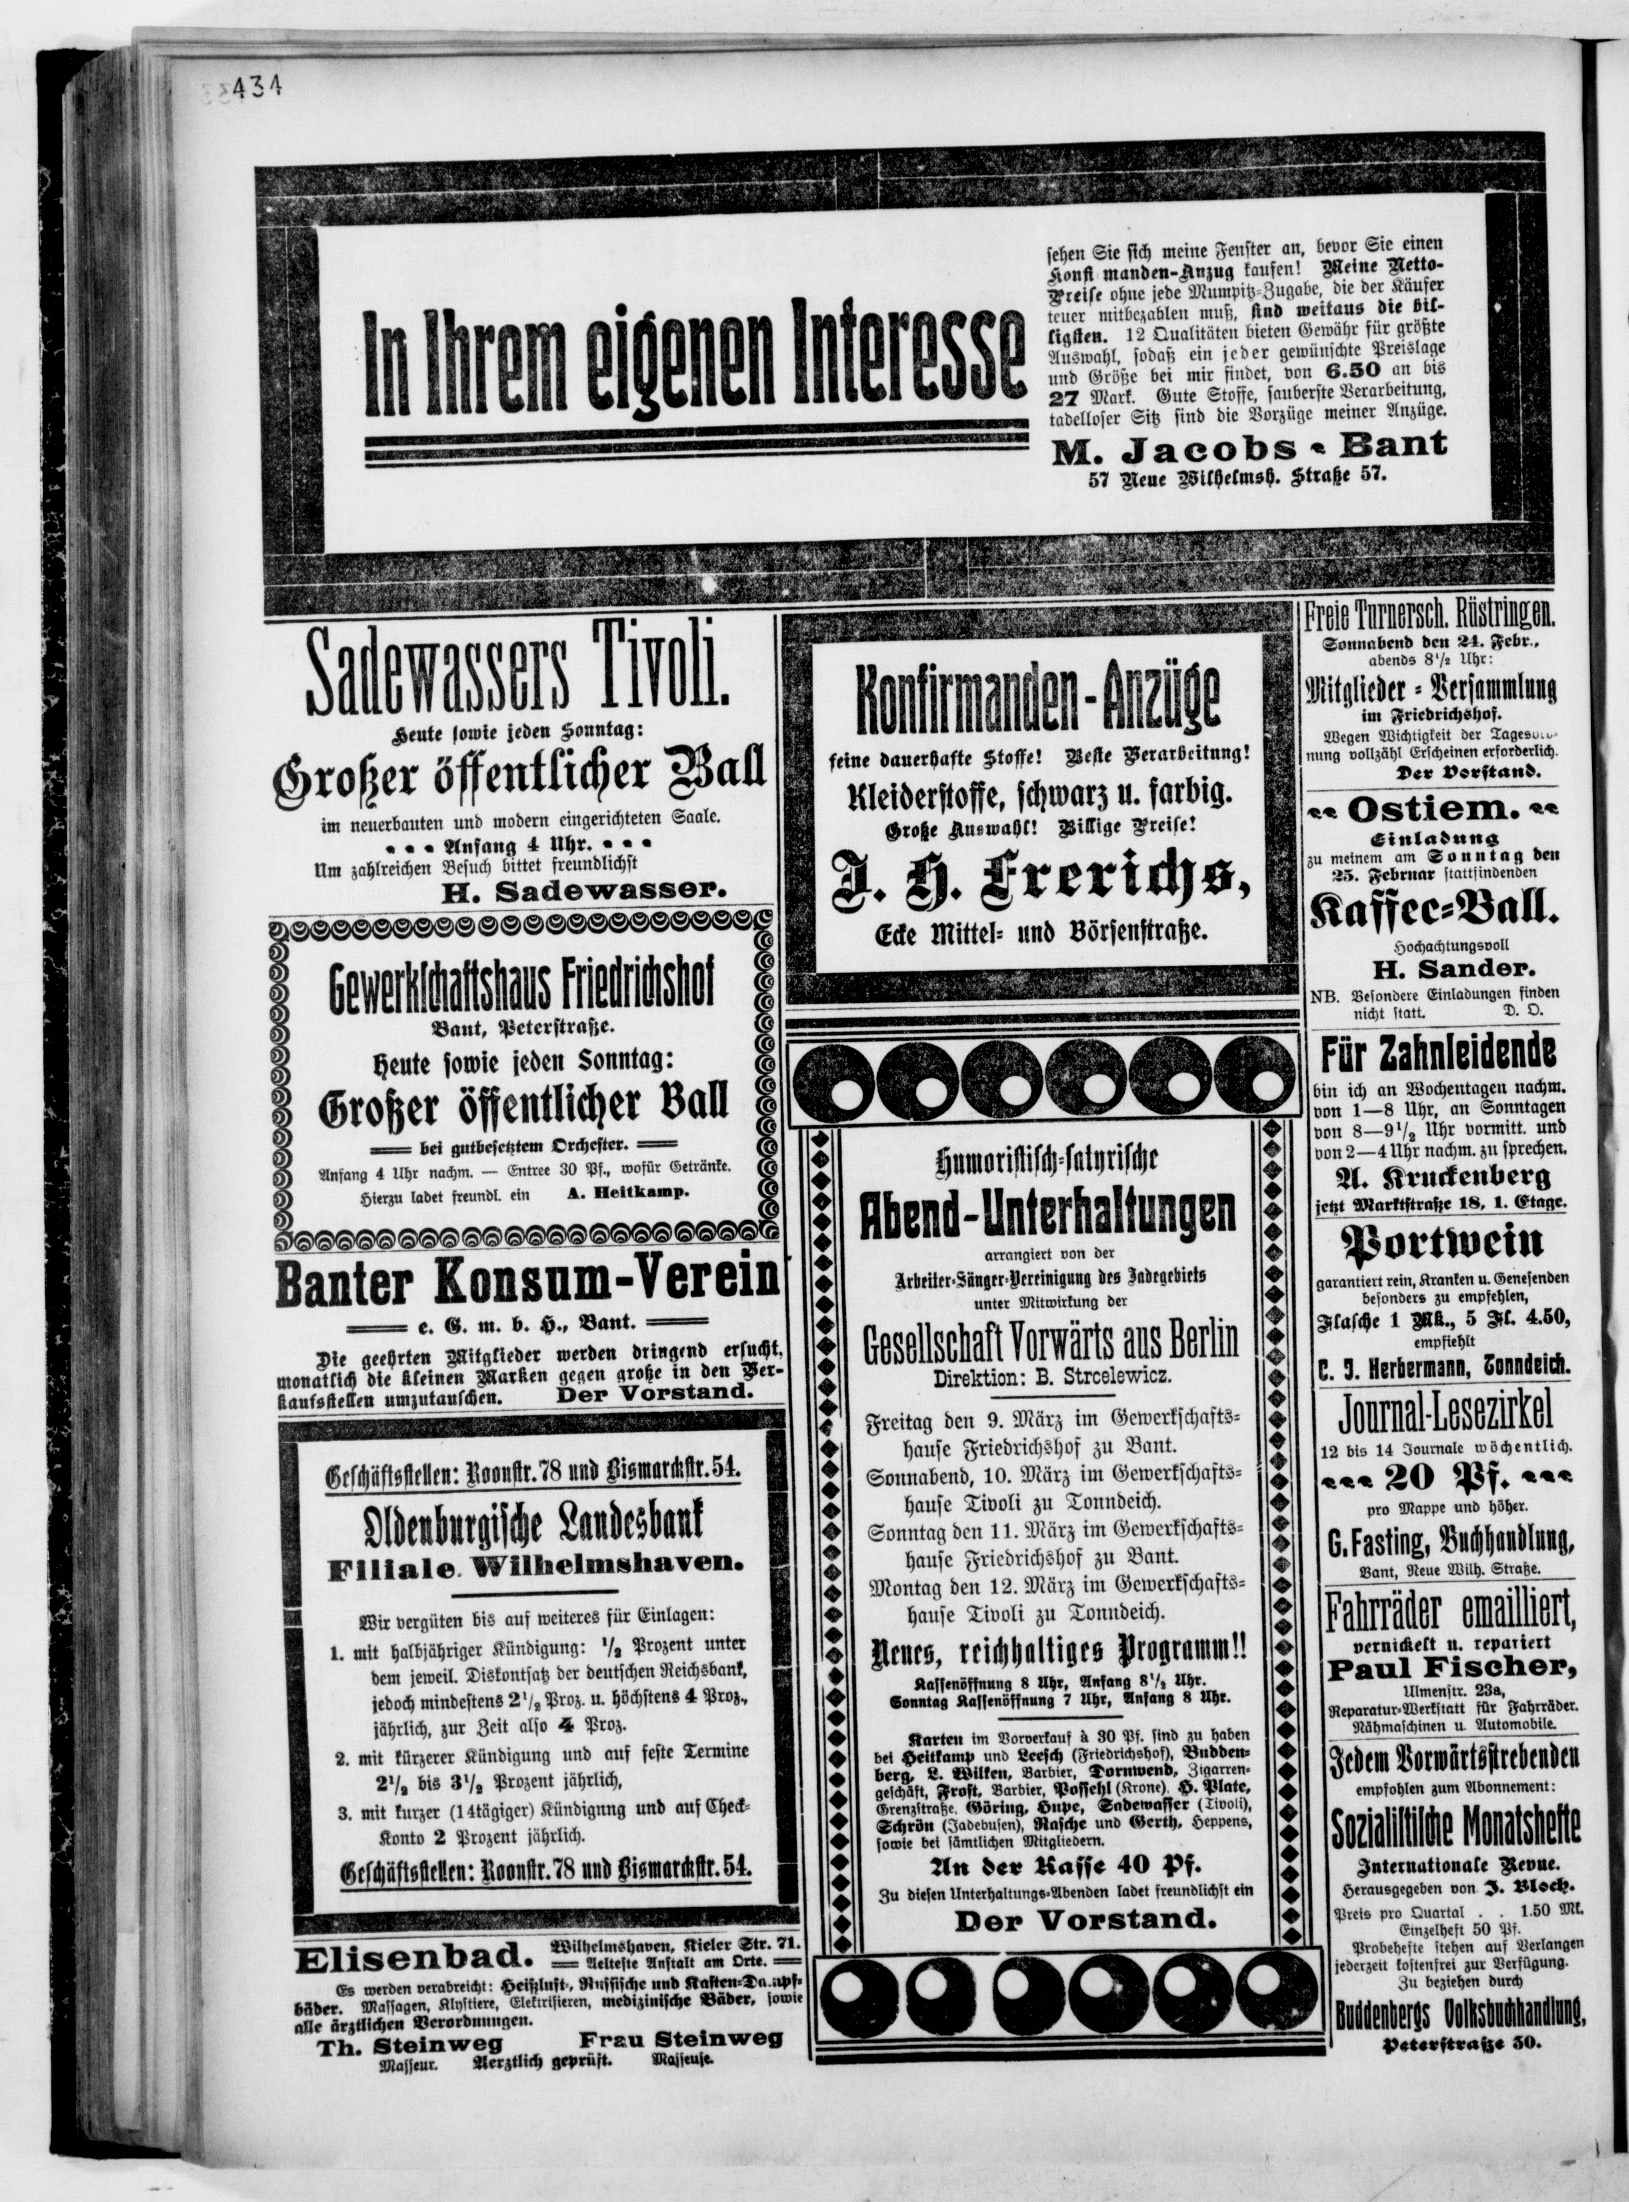 434
In Ihrem eigenen Interesse
sehen Sie sich meine Fenster an, bevor Sie einen
Konfirmanden-Anzug kaufen! Meine Netto-
Preise ohne jede Mumpitz-Zugabe, die der Käufer
teuer mitbezahlen muß, sind weitaus die bil-
ligsten. 12 Qualitäten bieten Gewähr für größte
Auswahl, sodaß ein jeder gewünschte Preislage
und Größe bei mir findet, von 6.50 an bis
27 Mark. Gute Stoffe, sauberste Verarbeitung,
tadelloser Sitz sind die Vorzüge meiner Anzüge.
M. Jacobs • Bant
57 Neue Wilhelmsh. Straße 57.
Sadewassers Tivoli.
Heute sowie jeden Sonntag:
Großer öffentlicher Ball
im neuerbauten und modern eingerichteten Saale.
• • • Anfang 4 Uhr. • • •
Um zahlreichen Besuch bittet freundlichst
H. Sadewasser.
Gewerkschaftshaus Friedrichshof
Bant, Peterstraße.
Heute sowie jeden Sonntag:
Großer öffentlicher Ball
bei gutbesetztem Orchester.
Anfang 4 Uhr nachm. — Entree 30 Pf., wofür Getränke.
Hierzu ladet freundl. ein A. Heitkamp.
Banter Konsum-Verein
e. G. m. b. H., Bant.
Die geehrten Mitglieder werden dringend ersucht,
monatlich die kleinen Marken gegen große in den Ver-
kaufsstellen umzutauschen. Der Vorstand.
Geschäftsstellen: Roonstr. 78 und Bismarckstr. 54.
Oldenburgische Landesbank
Filiale Wilhelmshaven.
Wir vergüten bis auf weiteres für Einlagen:
1. mit halbjähriger Kündigung: 1/2 Prozent unter
dem jeweil. Diskontsatz der deutschen Reichsbank,
jedoch mindestens 2 1/2 Proz. u. höchstens 4 Proz.,
jährlich, zur Zeit also 4 Proz.
2. mit kürzerer Kündigung und auf feste Termine
2 1/2 bis 3 1/2 Prozent jährlich,
3. mit kurzer (14tägiger) Kündigung und auf Check-
Konto 2 Prozent jährlich.
Geschäftsstellen: Roonstr. 78 und Bismarckstr. 54.
Elisenbad. Wilhelmshaven, Kieler Str. 71.
Aelteste Anstalt am Orte.
Es werden verabreicht: Heißluft-, Russische und Kasten-Dampf-
bäder. Massagen, Klystiere, Elektrisieren, medizinische Bäder, sowie
alle ärztlichen Verordnungen.
Th. Steinweg Frau Steinweg
Masseur. Aerztlich geprüft. Masseuse.
Konfirmanden-Anzüge
feine dauerhafte Stoffe! Beste Verarbeitung!
Kleiderstoffe, schwarz u. farbig.
Große Auswahl! Billige Preise!
J. H. Frerichs,
Ecke Mittel- und Börsenstraße.
Humoristisch-satyrische
Abend-Unterhaltungen
arrangiert von der
Arbeiter-Sänger-Vereinigung des Jadegebiets
unter Mitwirkung der
Gesellschaft Vorwärts aus Berlin
Direktion: B. Strcelewicz.
Freitag den 9. März im Gewerkschafts-
hause Friedrichshof zu Bant.
Sonnabend, 10. März im Gewerkschafts-
hause Tivoli zu Tonndeich.
Sonntag den 11. März im Gewerkschafts-
hause Friedrichshof zu Bant.
Montag den 12. März im Gewerkschafts-
hause Tivoli zu Tonndeich.
Neues, reichhaltiges Programm!!
Kassenöffnung 8 Uhr, Anfang 8 1/2 Uhr.
Sonntag Kassenöffnung 7 Uhr, Anfang 8 Uhr.
Karten im Vorverkauf à 30 Pf. sind zu haben
bei Heitkamp und Leesch (Friedrichshof), Budden-
berg, L. Wilken, Barbier, Dornwend, Zigarren-
geschäft, Frost, Barbier, Possehl (Krone), H. Plate,
Grenzstraße, Göring, Hupe, Sadewasser (Tivoli),
Schrön (Jadebusen), Rasche und Gerth, Heppens,
sowie bei sämtlichen Mitgliedern.
An der Kasse 40 Pf.
Zu diesen Unterhaltungs-Abenden ladet freundlichst ein
Der Vorstand.
Freie Turnersch. Rüstringen.
Sonnabend den 24. Febr.,
abends 8 1/2 Uhr:
Mitglieder-Versammlung
im Friedrichshof.
Wegen Wichtigkeit der Tagesord-
nung vollzähl Erscheinen erforderlich.
Der Vorstand.
Ostiem.
Einladung
zu meinem am Sonntag den
25. Februar stattfindenden
Kaffee-Ball.
Hochachtungsvoll
H. Sander.
NB. Besondere Einladungen finden
nicht statt. D. O.
Für Zahnleidende
bin ich an Wochentagen nachm.
von 1—8 Uhr, an Sonntagen
von 8—9 1/2 Uhr vormitt. und
von 2—4 Uhr nachm. zu sprechen.
A. Kruckenberg
jetzt Marktstraße 18, 1. Etage.
Portwein
garantiert rein, Kranken u. Genesenden
besonders zu empfehlen,
Flasche 1 Mk., 5 Fl. 4.50,
empfiehlt
C. J. Herbermann, Tonndeich.
Journal-Lesezirkel
12 bis 14 Journale wöchentlich.
20 Pf.
pro Mappe und höher.
G. Fasting, Buchhandlung,
Bant, Neue Wilh. Straße.
Fahrräder emailliert,
vernickelt u. repariert
Paul Fischer,
Ulmenstr. 23a,
Reparatur-Werkstatt für Fahrräder.
Nähmaschinen u. Automobile.
Jedem Vorwärtsstrebenden
empfohlen zum Abonnement:
Sozialistische Monatshefte
Internationale Revue.
Herausgegeben von J. Bloch.
Preis pro Quartal . . 1.50 Mk.
Einzelheft 50 Pf.
Probehefte stehen auf Verlangen
jederzeit kostenfrei zur Verfügung.
Zu beziehen durch
Buddenbergs Volksbuchhandlung,
Peterstraße 30.